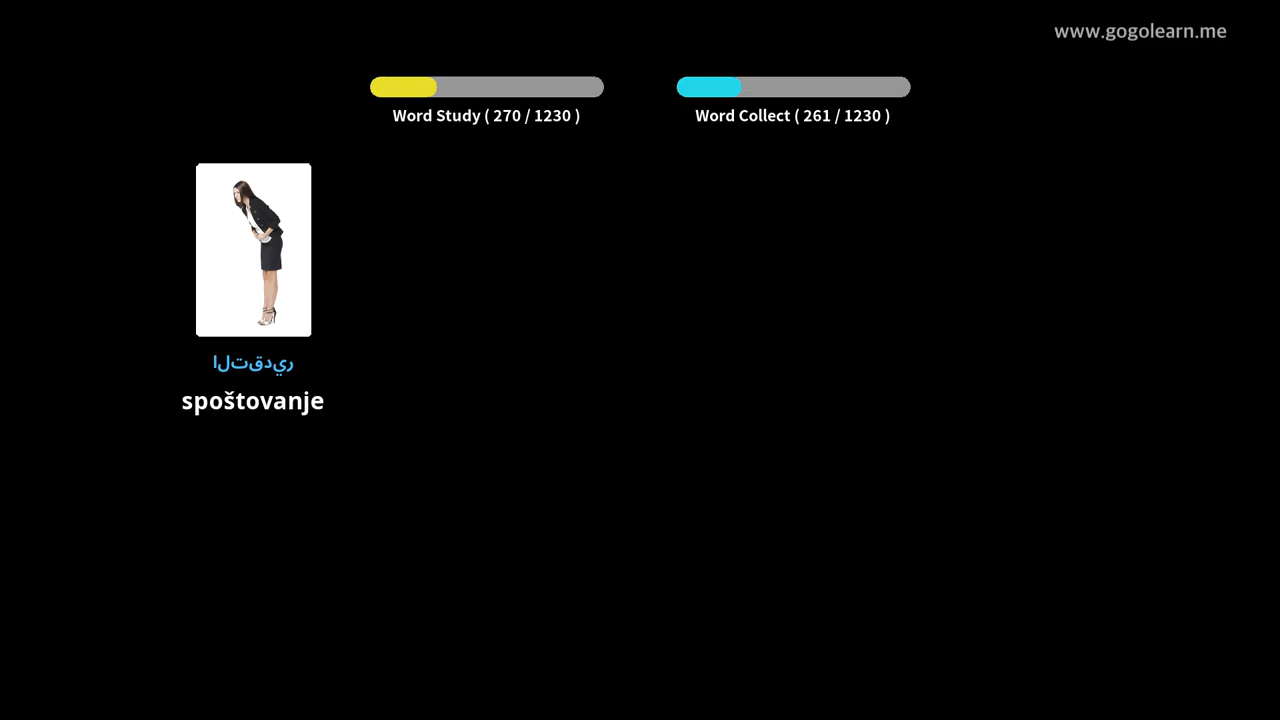 www.gogolearn.me
Word Study ( 270 / 1230 )
Word Collect ( 261 / 1230 )
التقدير
spoštovanje